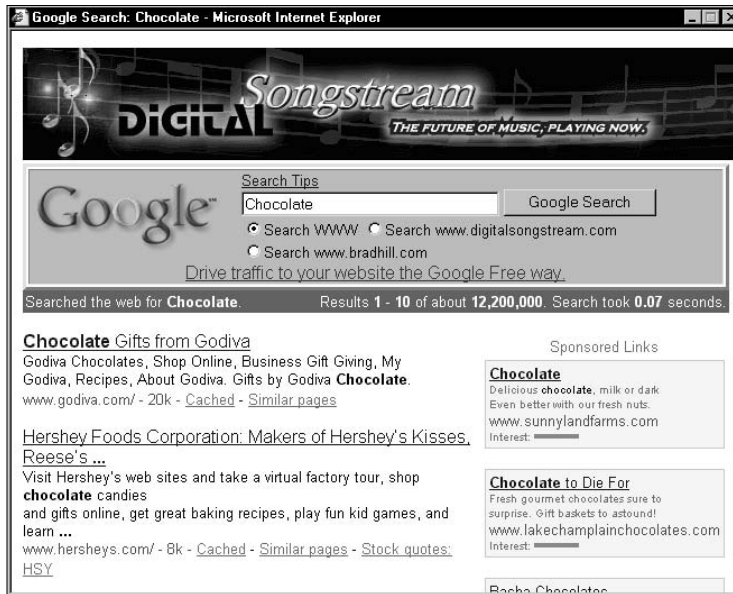 Google Search: Chocolate - Microsoft Internet Explorer
DiGiTAL Songstream
THE FUTURE OF MUSIC, PLAYING NOW.
Google™
Search Tips
Chocolate
Google Search
Search WWW Search www.digitalsongstream.com
Search www.bradhill.com
Drive traffic to your website the Google Free way.
Searched the web for Chocolate. Results 1 - 10 of about 12,200,000. Search took 0.07 seconds.
Chocolate Gifts from Godiva
Godiva Chocolates, Shop Online, Business Gift Giving, My
Godiva, Recipes, About Godiva. Gifts by Godiva Chocolate.
www.godiva.com/ - 20k - Cached - Similar pages
Hershey Foods Corporation: Makers of Hershey's Kisses,
Reese's ...
Visit Hershey's web sites and take a virtual factory tour, shop
chocolate candies
and gifts online, get great baking recipes, play fun kid games, and
learn ...
www.hersheys.com/ - 8k - Cached - Similar pages - Stock quotes:
HSY
Sponsored Links
Chocolate
Delicious chocolate, milk or dark
Even better with our fresh nuts.
www.sunnylandfarms.com
Interest:
Chocolate to Die For
Fresh gourmet chocolates sure to
surprise. Gift baskets to astound!
www.lakechamplainchocolates.com
Interest:
Basha Chocolates